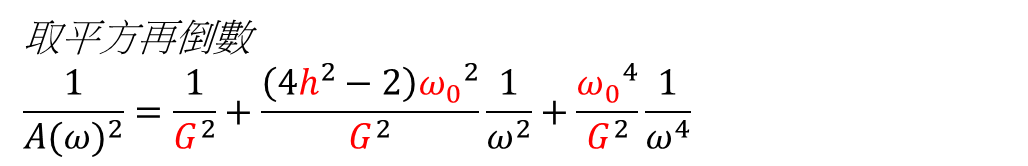 取平方再倒數
1/A(ω)² = 1/G² + (4h² − 2)ω₀²/G² 1/ω² + ω₀⁴/G² 1/ω⁴